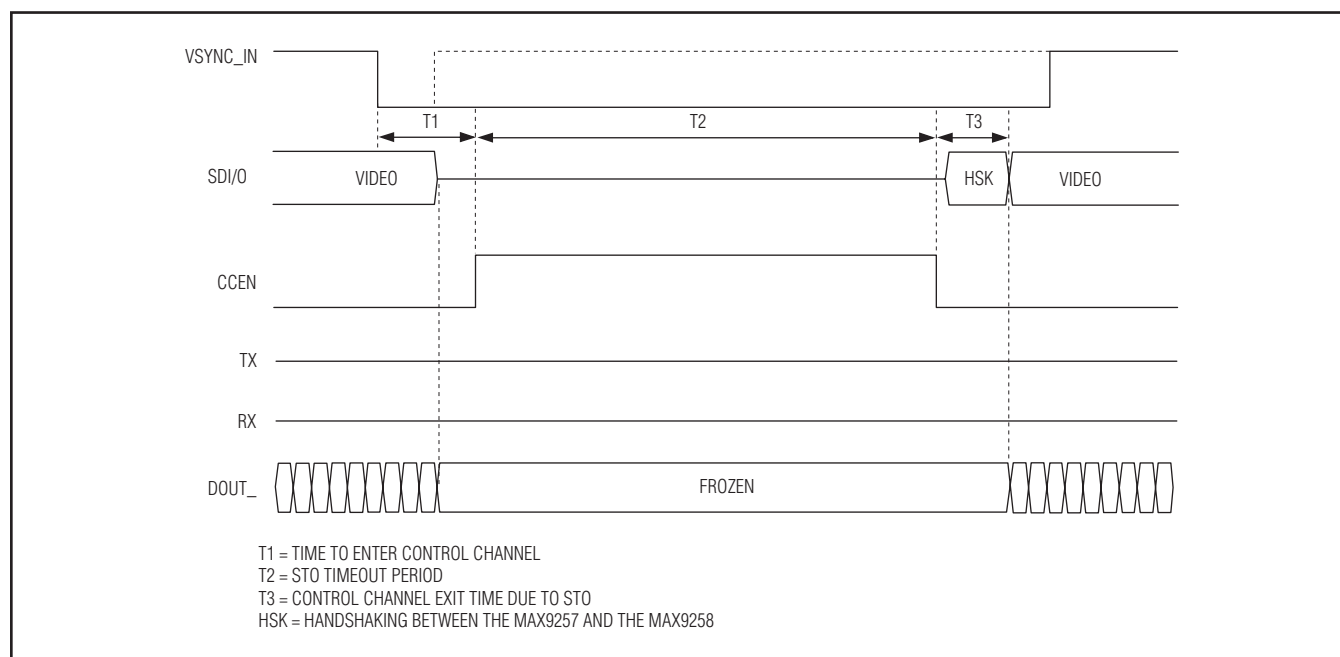 VSYNC_IN
T1 T2 T3
SDI/O VIDEO HSK VIDEO
CCEN
TX
RX
DOUT_ FROZEN
T1 = TIME TO ENTER CONTROL CHANNEL
T2 = STO TIMEOUT PERIOD
T3 = CONTROL CHANNEL EXIT TIME DUE TO STO
HSK = HANDSHAKING BETWEEN THE MAX9257 AND THE MAX9258